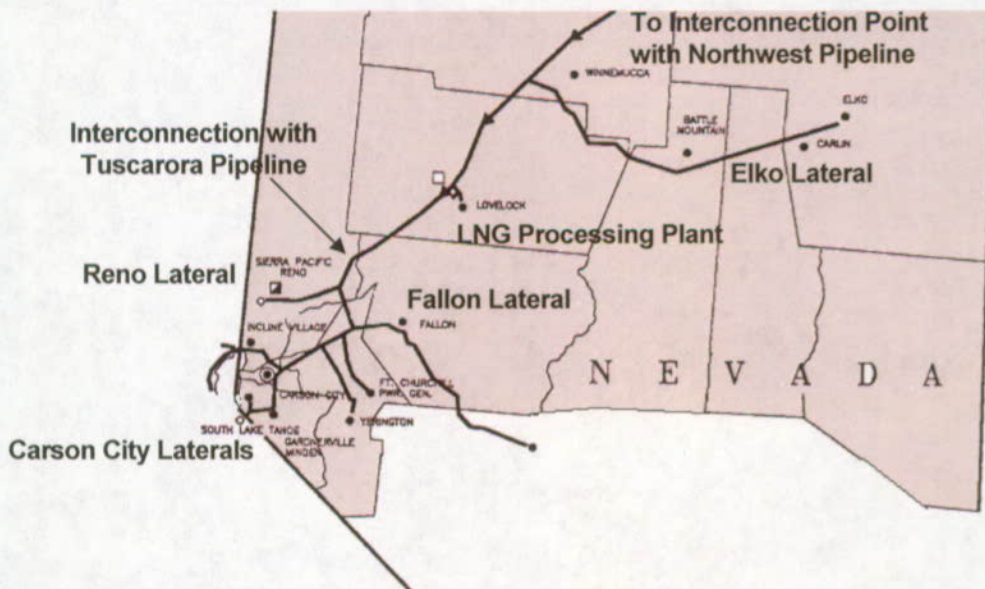 To Interconnection Point
with Northwest Pipeline
WINNEMUCCA
ELKO
BATTLE
MOUNTAIN
CARLIN
Elko Lateral
Interconnection with
Tuscarora Pipeline
LOVELOCK
LNG Processing Plant
SIERRA PACIFIC
RENO
Reno Lateral
Fallon Lateral
FALLON
INCLINE VILLAGE
NEVADA
FT. CHURCHILL
PWR. GEN.
CARSON CITY
YERINGTON
SOUTH LAKE TAHOE
GARDNERVILLE
MINDEN
Carson City Laterals